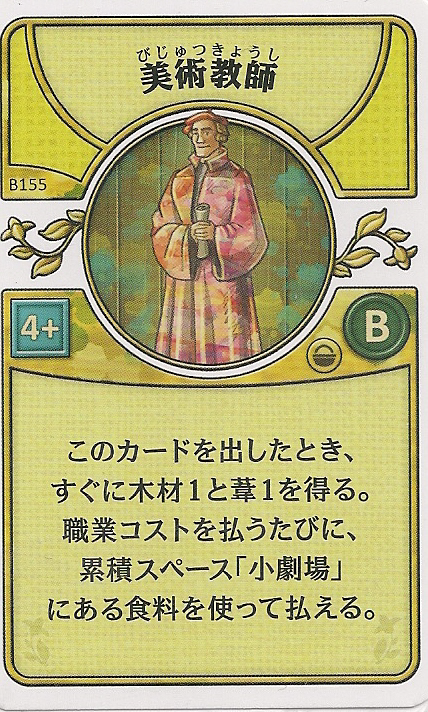 びじゅつきょうし
美術教師
B155
4+
B
このカードを出したとき、
すぐに木材1と葦1を得る。
職業コストを払うたびに、
累積スペース「小劇場」
にある食料を使って払える。